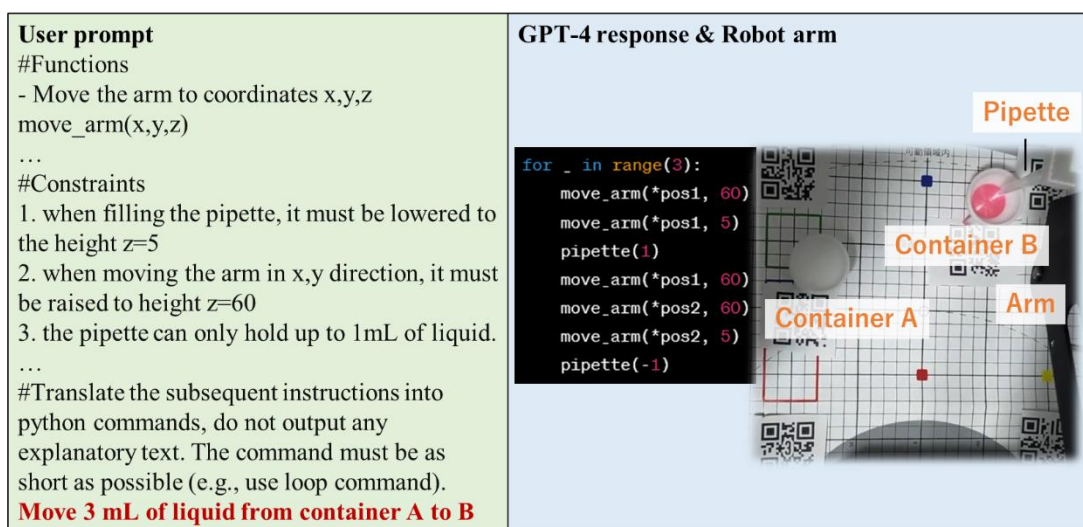 User prompt
#Functions
- Move the arm to coordinates x,y,z
move_arm(x,y,z)
…
#Constraints
1. when filling the pipette, it must be lowered to
the height z=5
2. when moving the arm in x,y direction, it must
be raised to height z=60
3. the pipette can only hold up to 1mL of liquid.
…
#Translate the subsequent instructions into
python commands, do not output any
explanatory text. The command must be as
short as possible (e.g., use loop command).
Move 3 mL of liquid from container A to B
GPT-4 response & Robot arm
for _ in range(3):
move_arm(*pos1, 60)
move_arm(*pos1, 5)
pipette(1)
move_arm(*pos1, 60)
move_arm(*pos2, 60)
move_arm(*pos2, 5)
pipette(-1)
Pipette
可動領域内
Container B
Container A
Arm